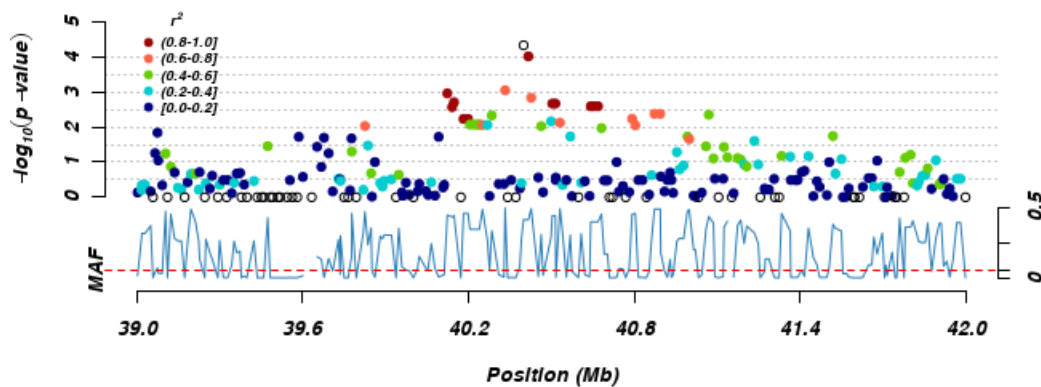 r²
(0.8-1.0]
(0.6-0.8]
(0.4-0.6]
(0.2-0.4]
[0.0-0.2]
5
4
3
2
1
0
-log₁₀(p -value)
MAF
0.5
0
39.0 39.6 40.2 40.8 41.4 42.0
Position (Mb)